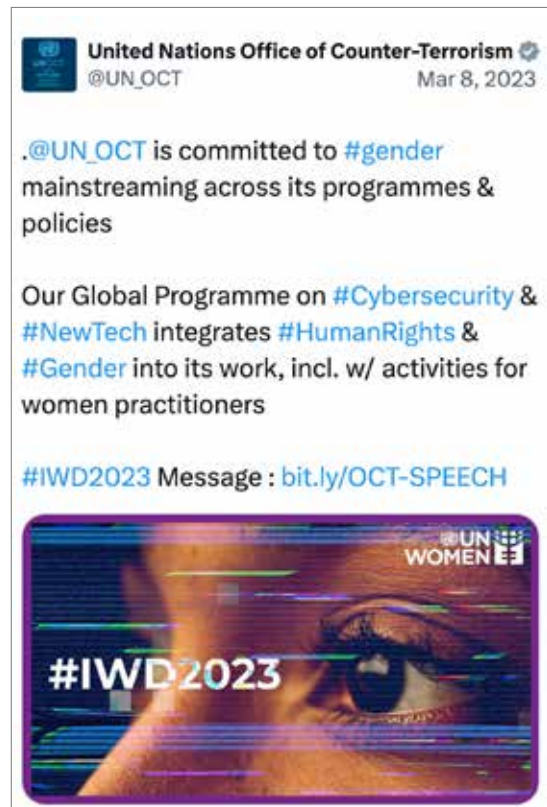 United Nations Office of Counter-Terrorism
@UN_OCT
Mar 8, 2023
.@UN_OCT is committed to #gender
mainstreaming across its programmes &
policies
Our Global Programme on #Cybersecurity &
#NewTech integrates #HumanRights &
#Gender into its work, incl. w/ activities for
women practitioners
#IWD2023 Message : bit.ly/OCT-SPEECH
UN
WOMEN
#IWD2023